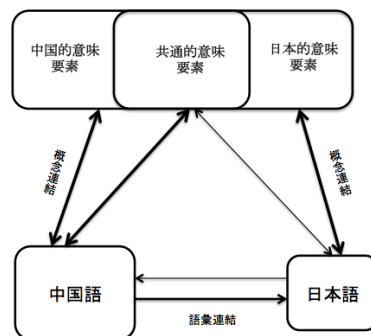 中国的意味
要素
共通的意味
要素
日本的意味
要素
概念連結
概念連結
中国語
日本語
語彙連結